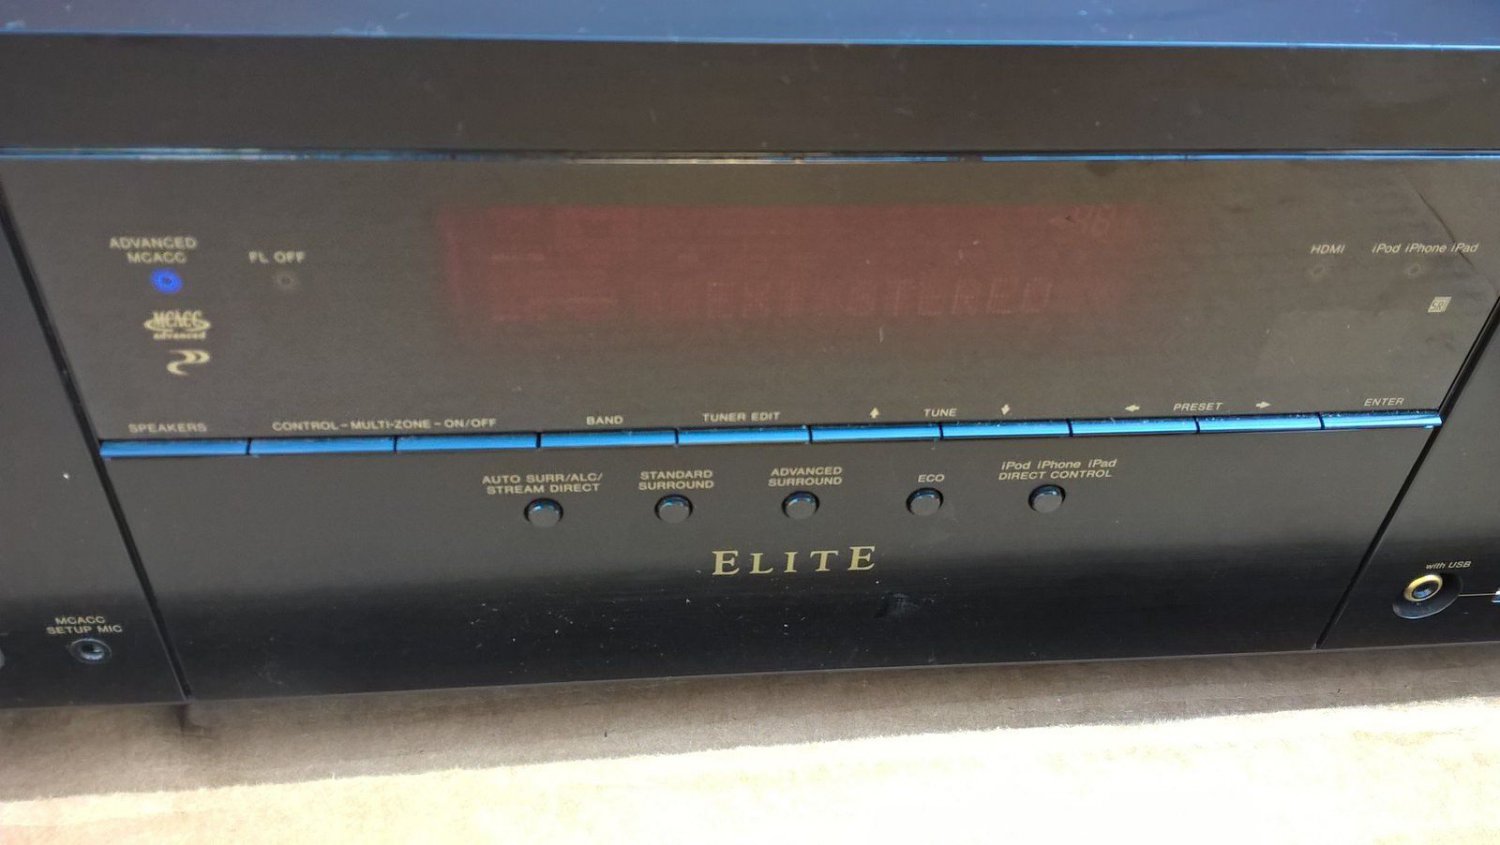 ADVANCED
MCACC
FL OFF
HDMI
iPod iPhone iPad
MCACC
advanced
STEREO
SPEAKERS
CONTROL - MULTI-ZONE - ON/OFF
BAND
TUNER EDIT
TUNE
PRESET
ENTER
AUTO SURR/ALC/
STREAM DIRECT
STANDARD
SURROUND
ADVANCED
SURROUND
ECO
iPod iPhone iPad
DIRECT CONTROL
ELITE
with USB
MCACC
SETUP MIC